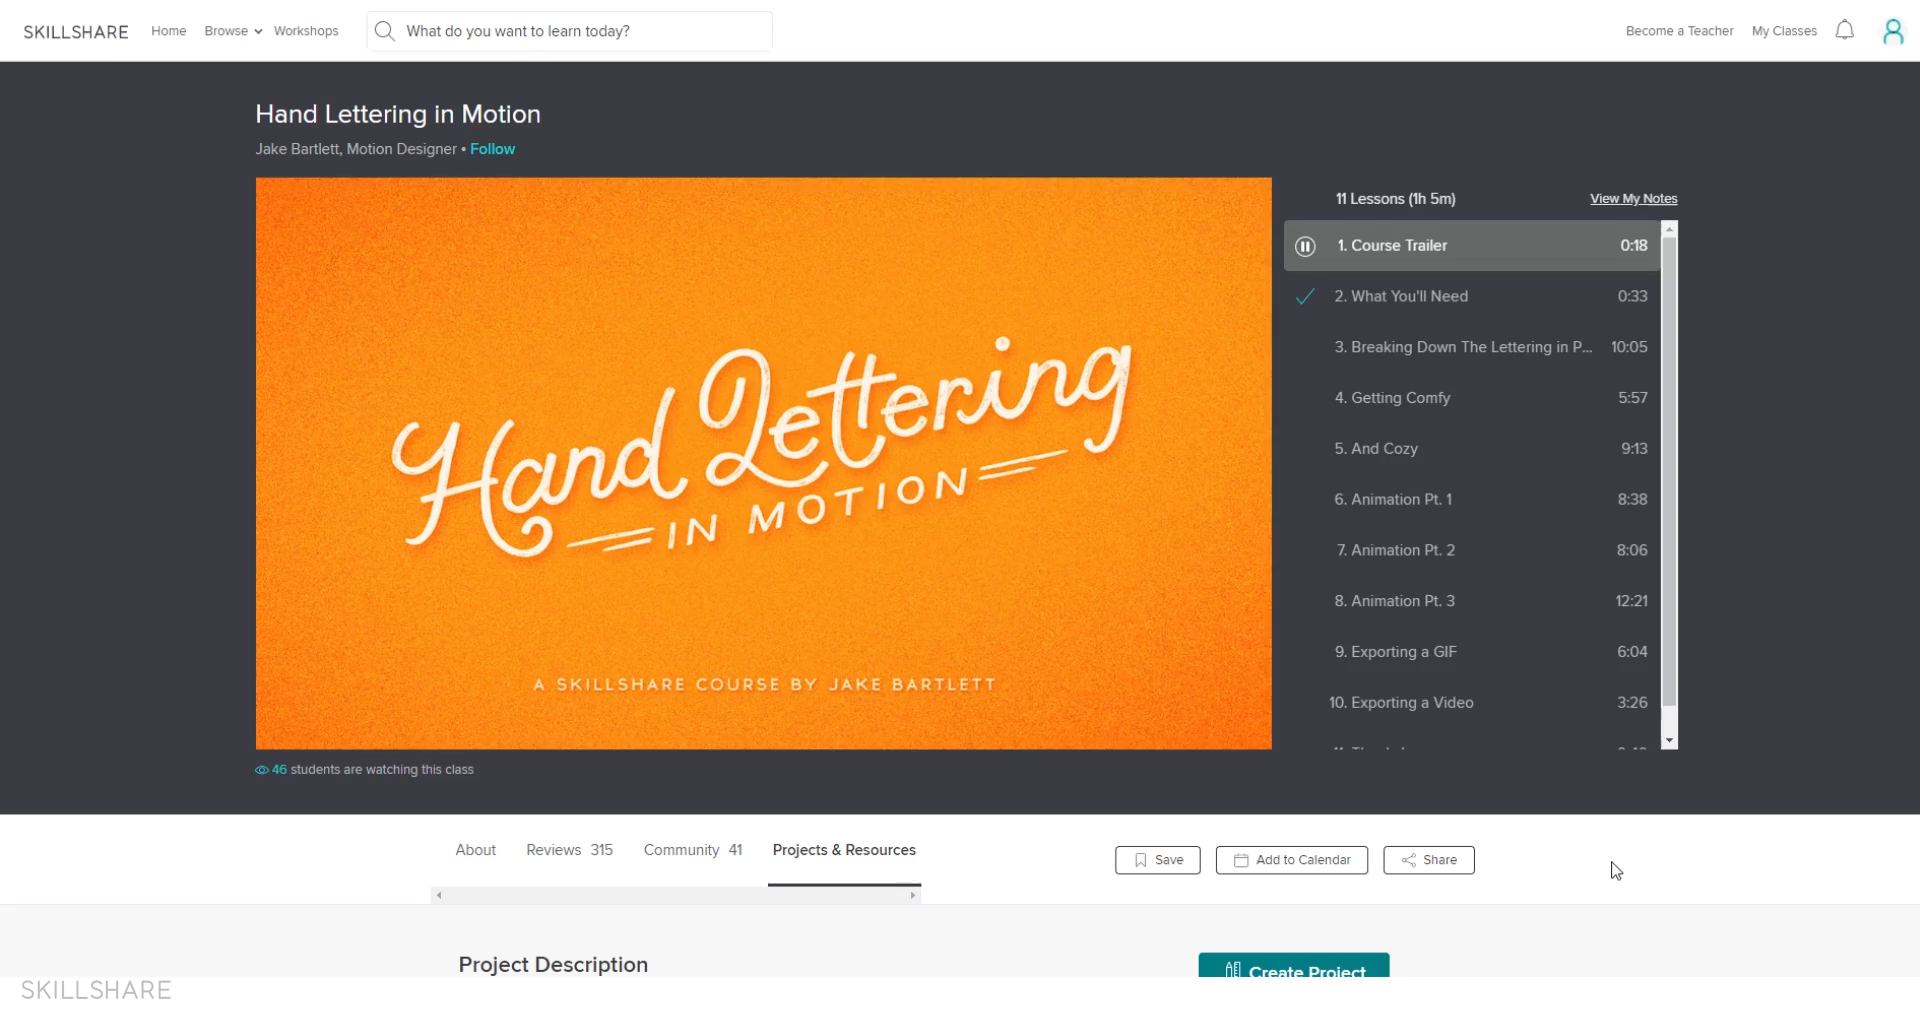 SKILLSHARE Home Browse Workshops What do you want to learn today? Become a Teacher My Classes
Hand Lettering in Motion
Jake Bartlett, Motion Designer • Follow
Hand Lettering
IN MOTION
A SKILLSHARE COURSE BY JAKE BARTLETT
11 Lessons (1h 5m) View My Notes
1. Course Trailer 0:18
2. What You'll Need 0:33
3. Breaking Down The Lettering in P... 10:05
4. Getting Comfy 5:57
5. And Cozy 9:13
6. Animation Pt. 1 8:38
7. Animation Pt. 2 8:06
8. Animation Pt. 3 12:21
9. Exporting a GIF 6:04
10. Exporting a Video 3:26
46 students are watching this class
About Reviews 315 Community 41 Projects & Resources Save Add to Calendar Share
Project Description Create Project
SKILLSHARE